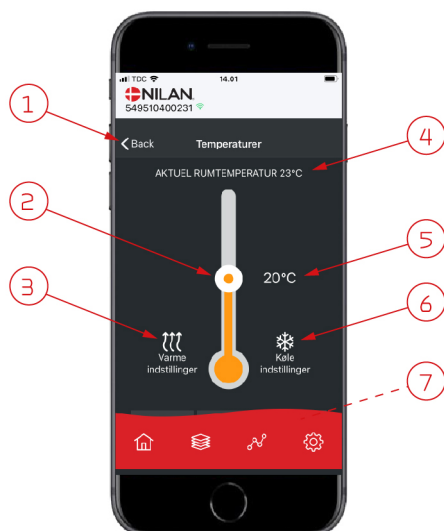 TDC
14.01
NILAN
549510400231
Back
Temperaturer
AKTUEL RUMTEMPERATUR 23°C
20°C
Varme
indstillinger
Køle
indstillinger
1
2
3
4
5
6
7